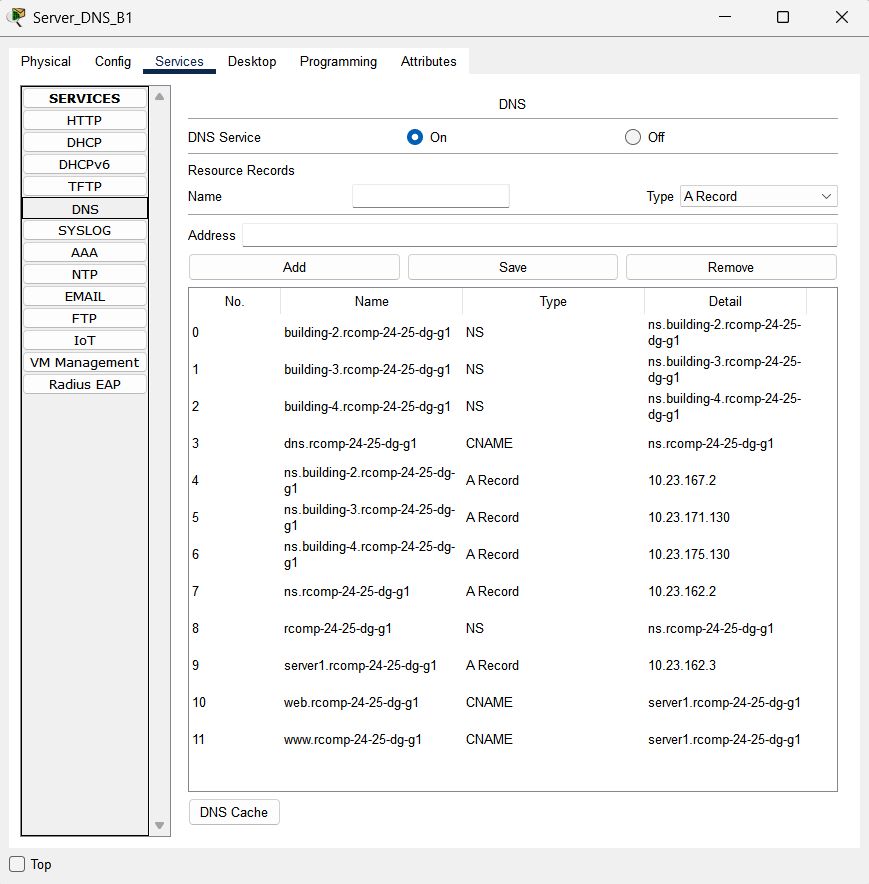 Server_DNS_B1
Physical Config Services Desktop Programming Attributes
SERVICES
HTTP
DHCP
DHCPv6
TFTP
DNS
SYSLOG
AAA
NTP
EMAIL
FTP
IoT
VM Management
Radius EAP
DNS
DNS Service On Off
Resource Records
Name Type A Record
Address
Add Save Remove
No. Name Type Detail
0 building-2.rcomp-24-25-dg-g1 NS ns.building-2.rcomp-24-25-
dg-g1
1 building-3.rcomp-24-25-dg-g1 NS ns.building-3.rcomp-24-25-
dg-g1
2 building-4.rcomp-24-25-dg-g1 NS ns.building-4.rcomp-24-25-
dg-g1
3 dns.rcomp-24-25-dg-g1 CNAME ns.rcomp-24-25-dg-g1
4 ns.building-2.rcomp-24-25-dg-
g1 A Record 10.23.167.2
5 ns.building-3.rcomp-24-25-dg-
g1 A Record 10.23.171.130
6 ns.building-4.rcomp-24-25-dg-
g1 A Record 10.23.175.130
7 ns.rcomp-24-25-dg-g1 A Record 10.23.162.2
8 rcomp-24-25-dg-g1 NS ns.rcomp-24-25-dg-g1
9 server1.rcomp-24-25-dg-g1 A Record 10.23.162.3
10 web.rcomp-24-25-dg-g1 CNAME server1.rcomp-24-25-dg-g1
11 www.rcomp-24-25-dg-g1 CNAME server1.rcomp-24-25-dg-g1
DNS Cache
Top